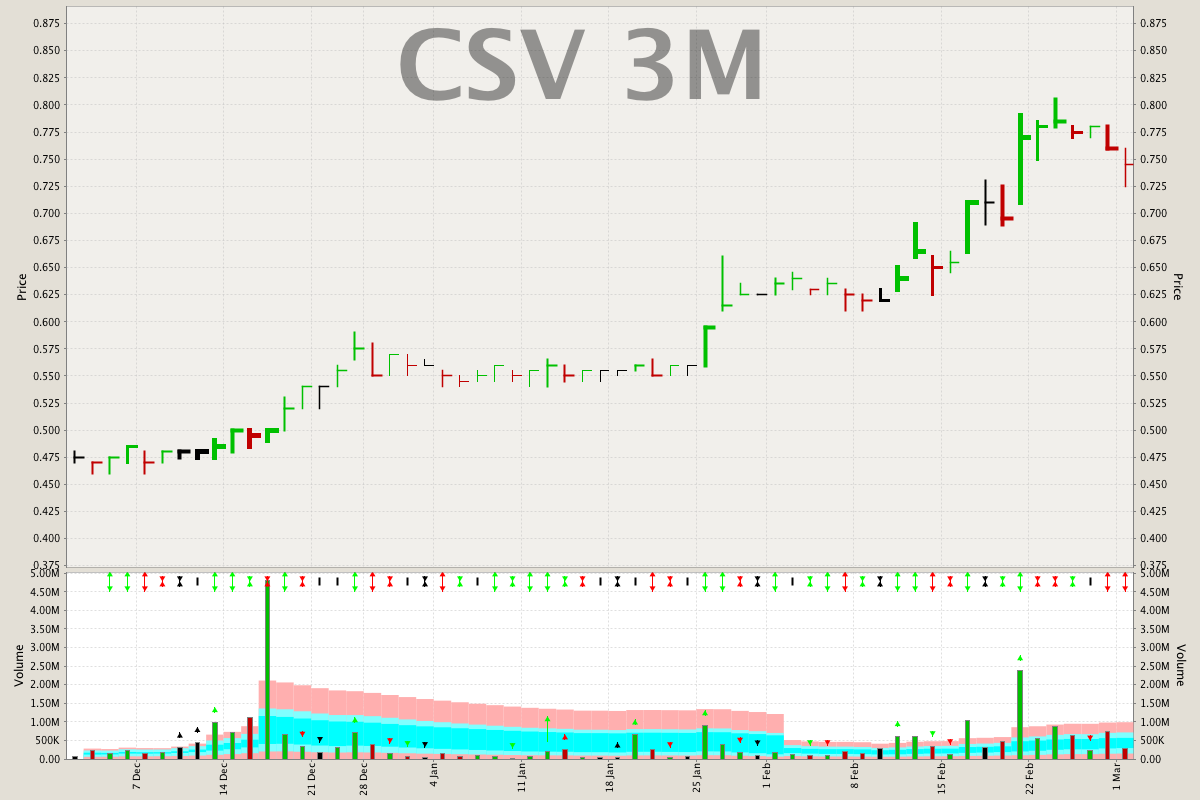 CSV 3M
0.875
0.850
0.825
0.800
0.775
0.750
0.725
0.700
0.675
0.650
0.625
0.600
0.575
0.550
0.525
0.500
0.475
0.450
0.425
0.400
0.375
Price
0.875
0.850
0.825
0.800
0.775
0.750
0.725
0.700
0.675
0.650
0.625
0.600
0.575
0.550
0.525
0.500
0.475
0.450
0.425
0.400
0.375
Price
5.00M
4.50M
4.00M
3.50M
3.00M
2.50M
2.00M
1.50M
1.00M
500K
0.00
Volume
5.00M
4.50M
4.00M
3.50M
3.00M
2.50M
2.00M
1.50M
1.00M
500K
0.00
Volume
7 Dec
14 Dec
21 Dec
28 Dec
4 Jan
11 Jan
18 Jan
25 Jan
1 Feb
8 Feb
15 Feb
22 Feb
1 Mar